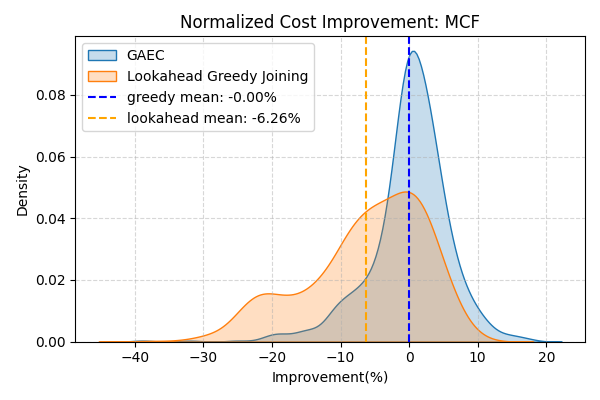 Normalized Cost Improvement: MCF
GAEC
Lookahead Greedy Joining
greedy mean: -0.00%
lookahead mean: -6.26%
Density
0.08
0.06
0.04
0.02
0.00
−40 −30 −20 −10 0 10 20
Improvement(%)